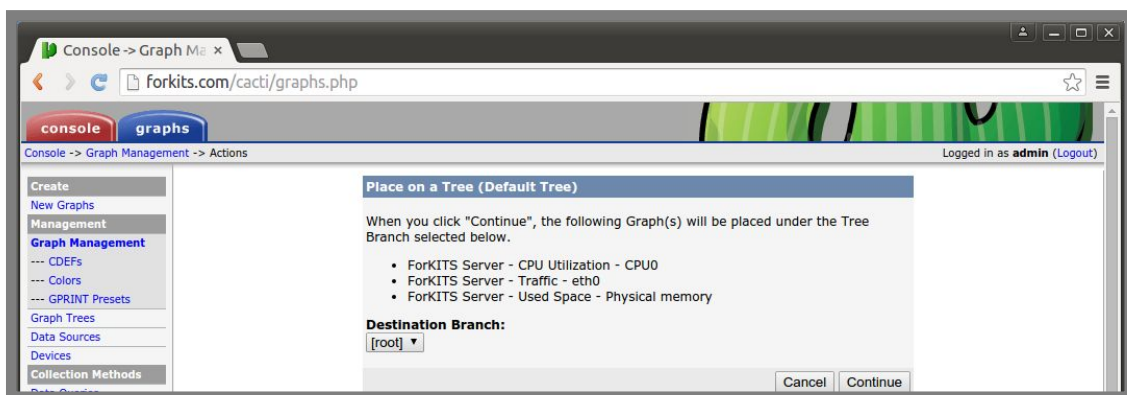 Console -> Graph Ma
forkits.com/cacti/graphs.php
console graphs
Console -> Graph Management -> Actions
Logged in as admin (Logout)
Create
New Graphs
Management
Graph Management
--- CDEFs
--- Colors
--- GPRINT Presets
Graph Trees
Data Sources
Devices
Collection Methods
Data Queries
Place on a Tree (Default Tree)
When you click "Continue", the following Graph(s) will be placed under the Tree
Branch selected below.
• ForKITS Server - CPU Utilization - CPU0
• ForKITS Server - Traffic - eth0
• ForKITS Server - Used Space - Physical memory
Destination Branch:
[root]
Cancel Continue